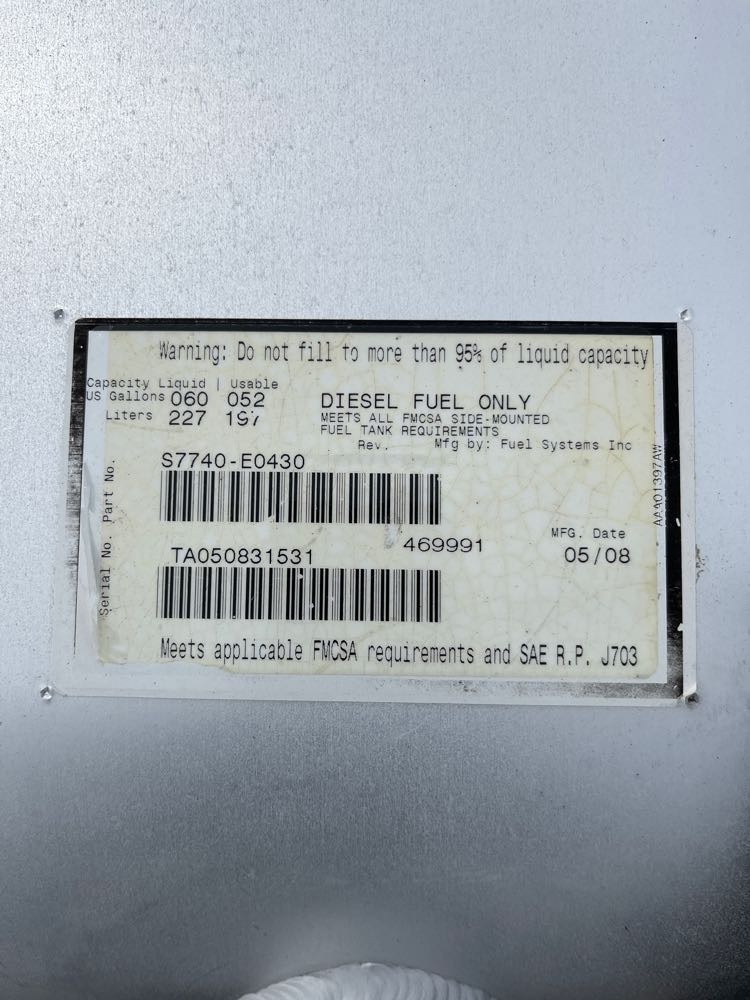 Warning: Do not fill to more than 95% of liquid capacity
Capacity Liquid | Usable
US Gallons 060 052
Liters 227 197
DIESEL FUEL ONLY
MEETS ALL FMCSA SIDE-MOUNTED
FUEL TANK REQUIREMENTS
Rev. Mfg by: Fuel Systems Inc
Part No.
S7740-E0430
AAA01397AW
469991
MFG. Date
05/08
Serial No.
TA050831531
Meets applicable FMCSA requirements and SAE R.P. J703